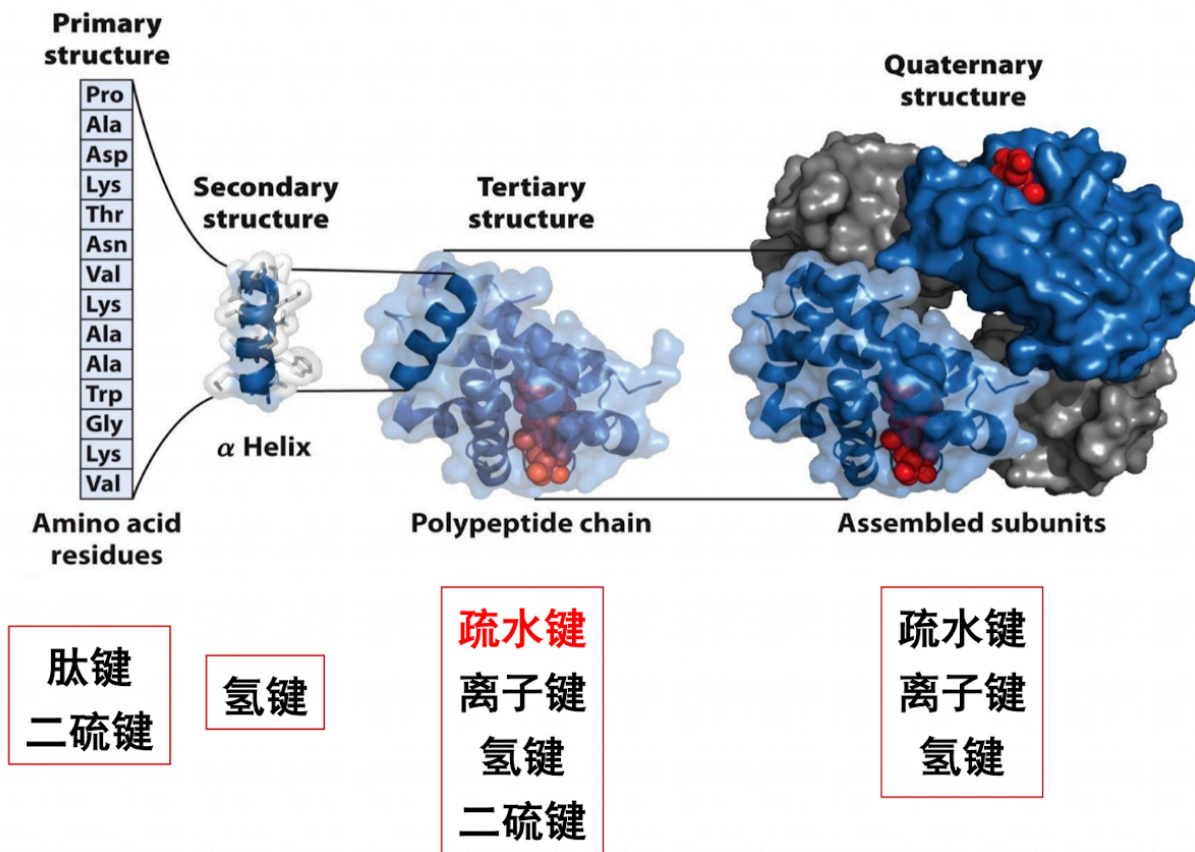 Primary
structure
Pro
Ala
Asp
Lys
Thr
Asn
Val
Lys
Ala
Ala
Trp
Gly
Lys
Val
Amino acid
residues
Secondary
structure
α Helix
Tertiary
structure
Polypeptide chain
Quaternary
structure
Assembled subunits
肽键
二硫键
氢键
疏水键
离子键
氢键
二硫键
疏水键
离子键
氢键